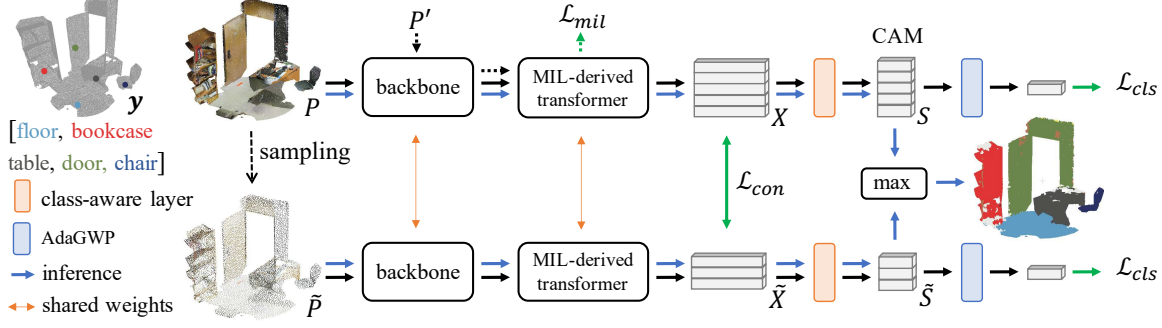 y
[floor, bookcase
table, door, chair]
class-aware layer
AdaGWP
inference
shared weights
P
sampling
P̃
P′
backbone
ℒ_mil
MIL-derived
transformer
X
CAM
S
ℒ_cls
ℒ_con
max
backbone
MIL-derived
transformer
X̃
S̃
ℒ_cls